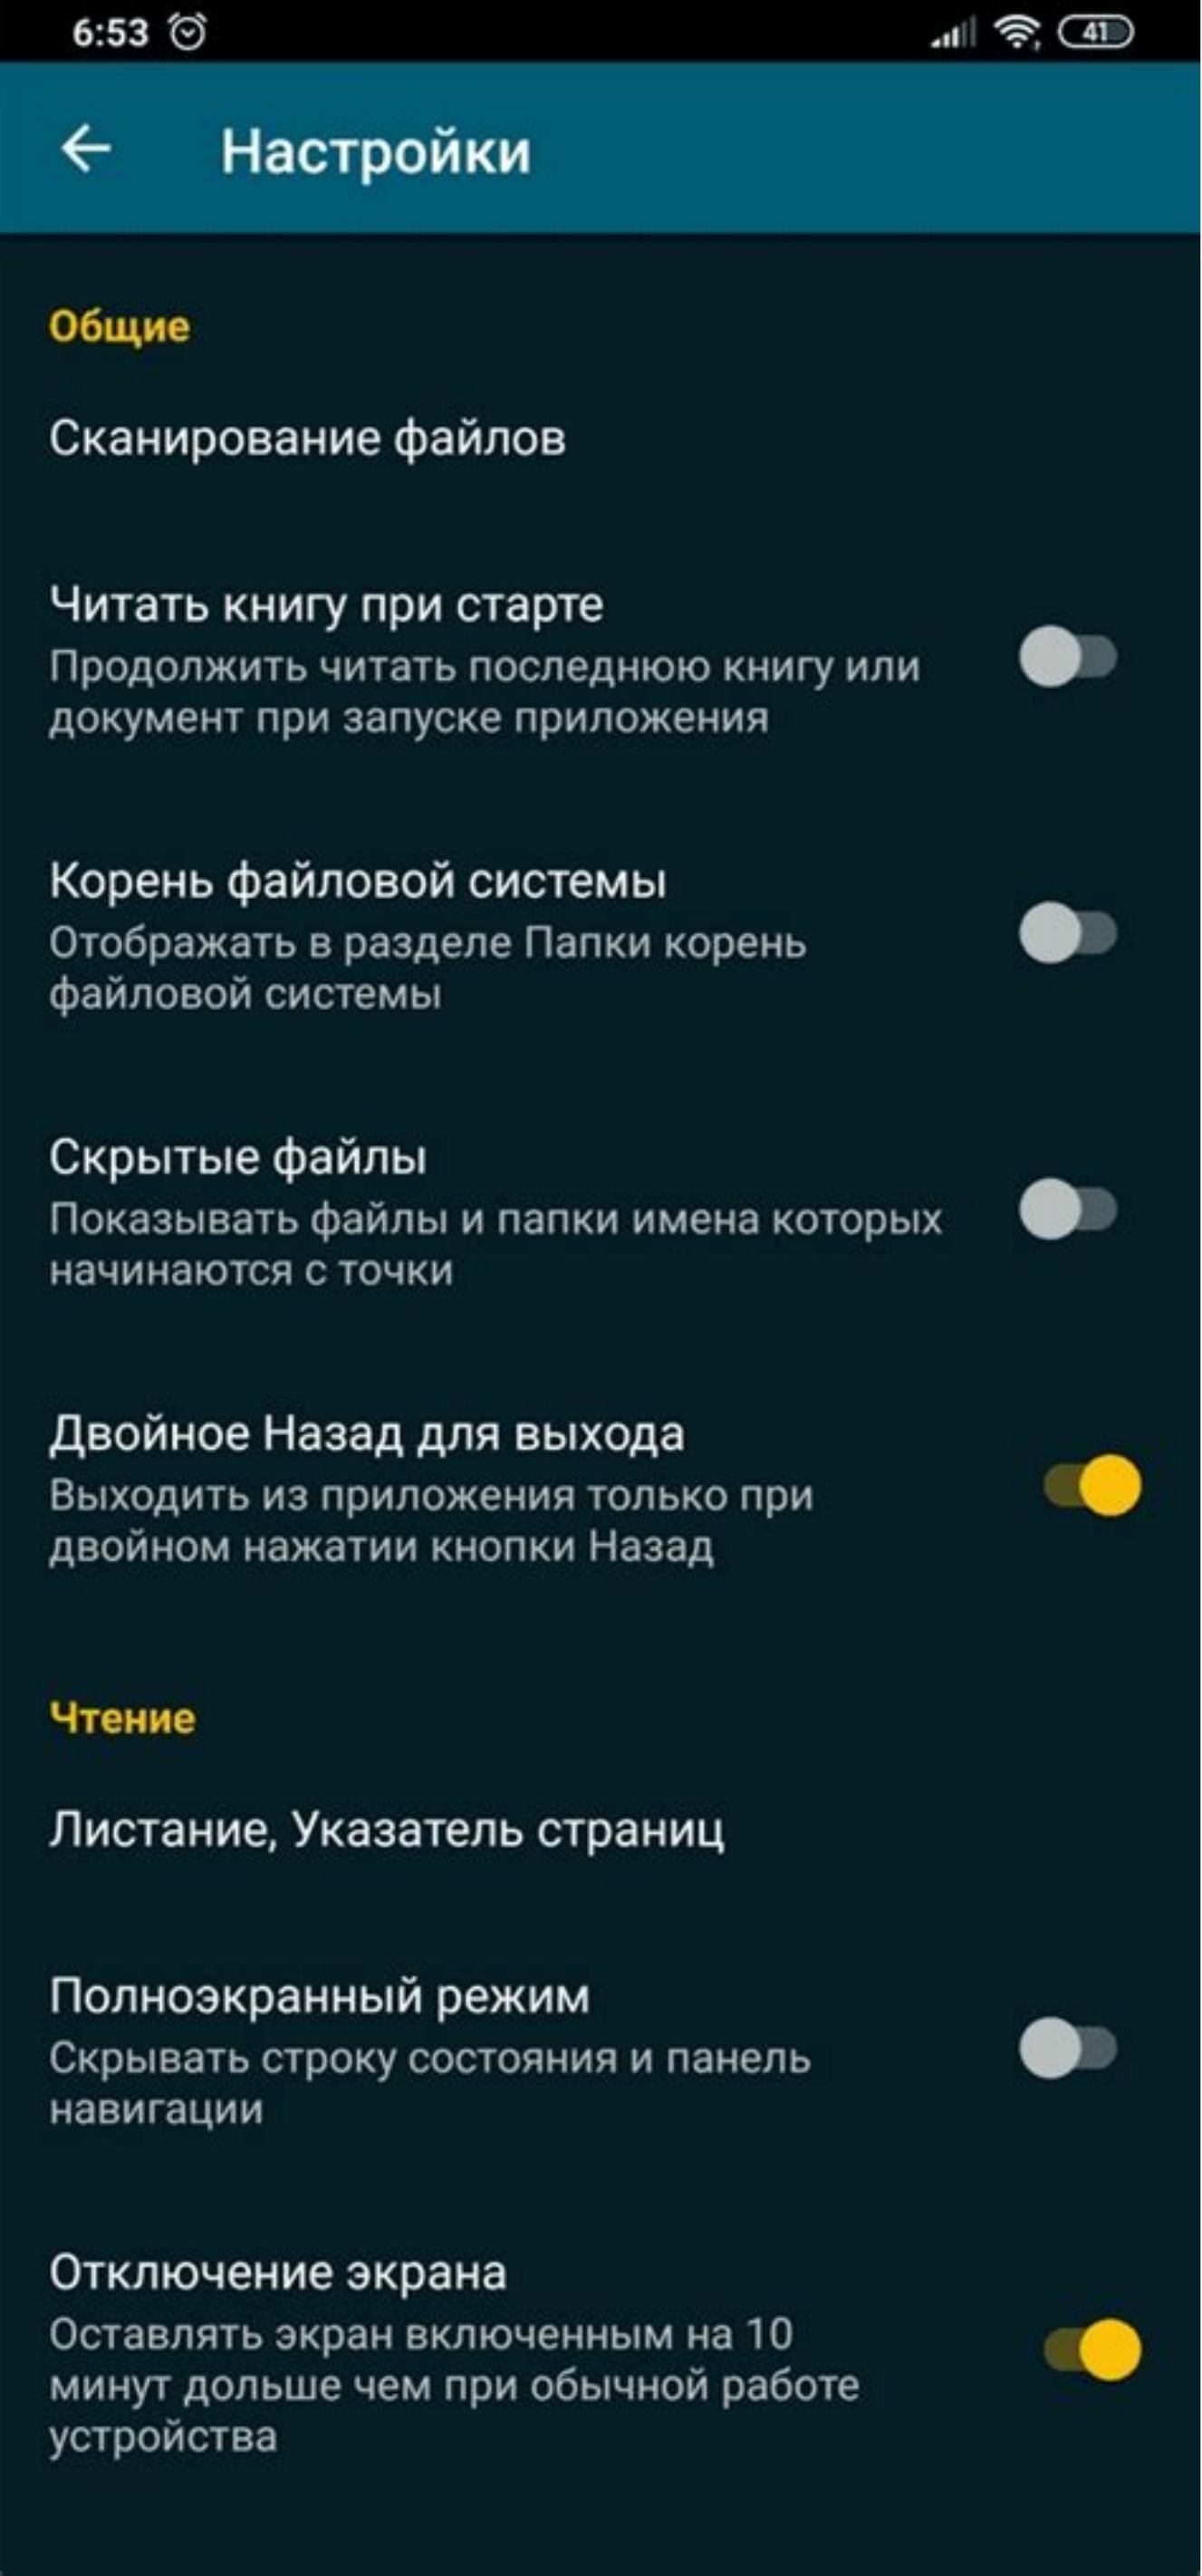 6:53
41
Настройки
Общие
Сканирование файлов
Читать книгу при старте
Продолжить читать последнюю книгу или
документ при запуске приложения
Корень файловой системы
Отображать в разделе Папки корень
файловой системы
Скрытые файлы
Показывать файлы и папки имена которых
начинаются с точки
Двойное Назад для выхода
Выходить из приложения только при
двойном нажатии кнопки Назад
Чтение
Листание, Указатель страниц
Полноэкранный режим
Скрывать строку состояния и панель
навигации
Отключение экрана
Оставлять экран включенным на 10
минут дольше чем при обычной работе
устройства